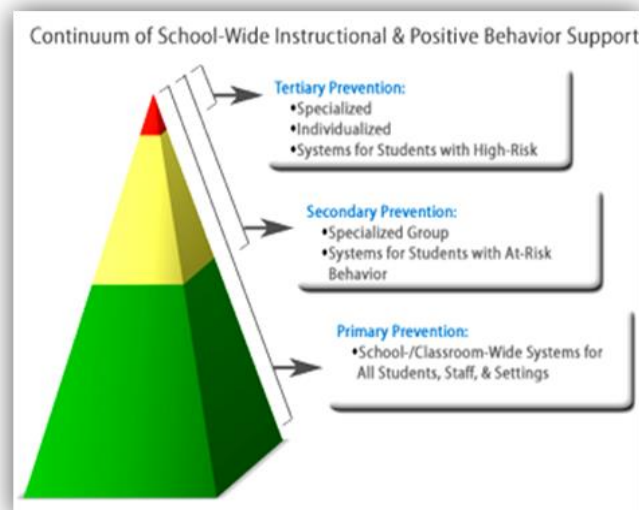 Continuum of School-Wide Instructional & Positive Behavior Support
Tertiary Prevention:
•Specialized
•Individualized
•Systems for Students with High-Risk
Secondary Prevention:
•Specialized Group
•Systems for Students with At-Risk
Behavior
Primary Prevention:
•School-/Classroom-Wide Systems for
All Students, Staff, & Settings